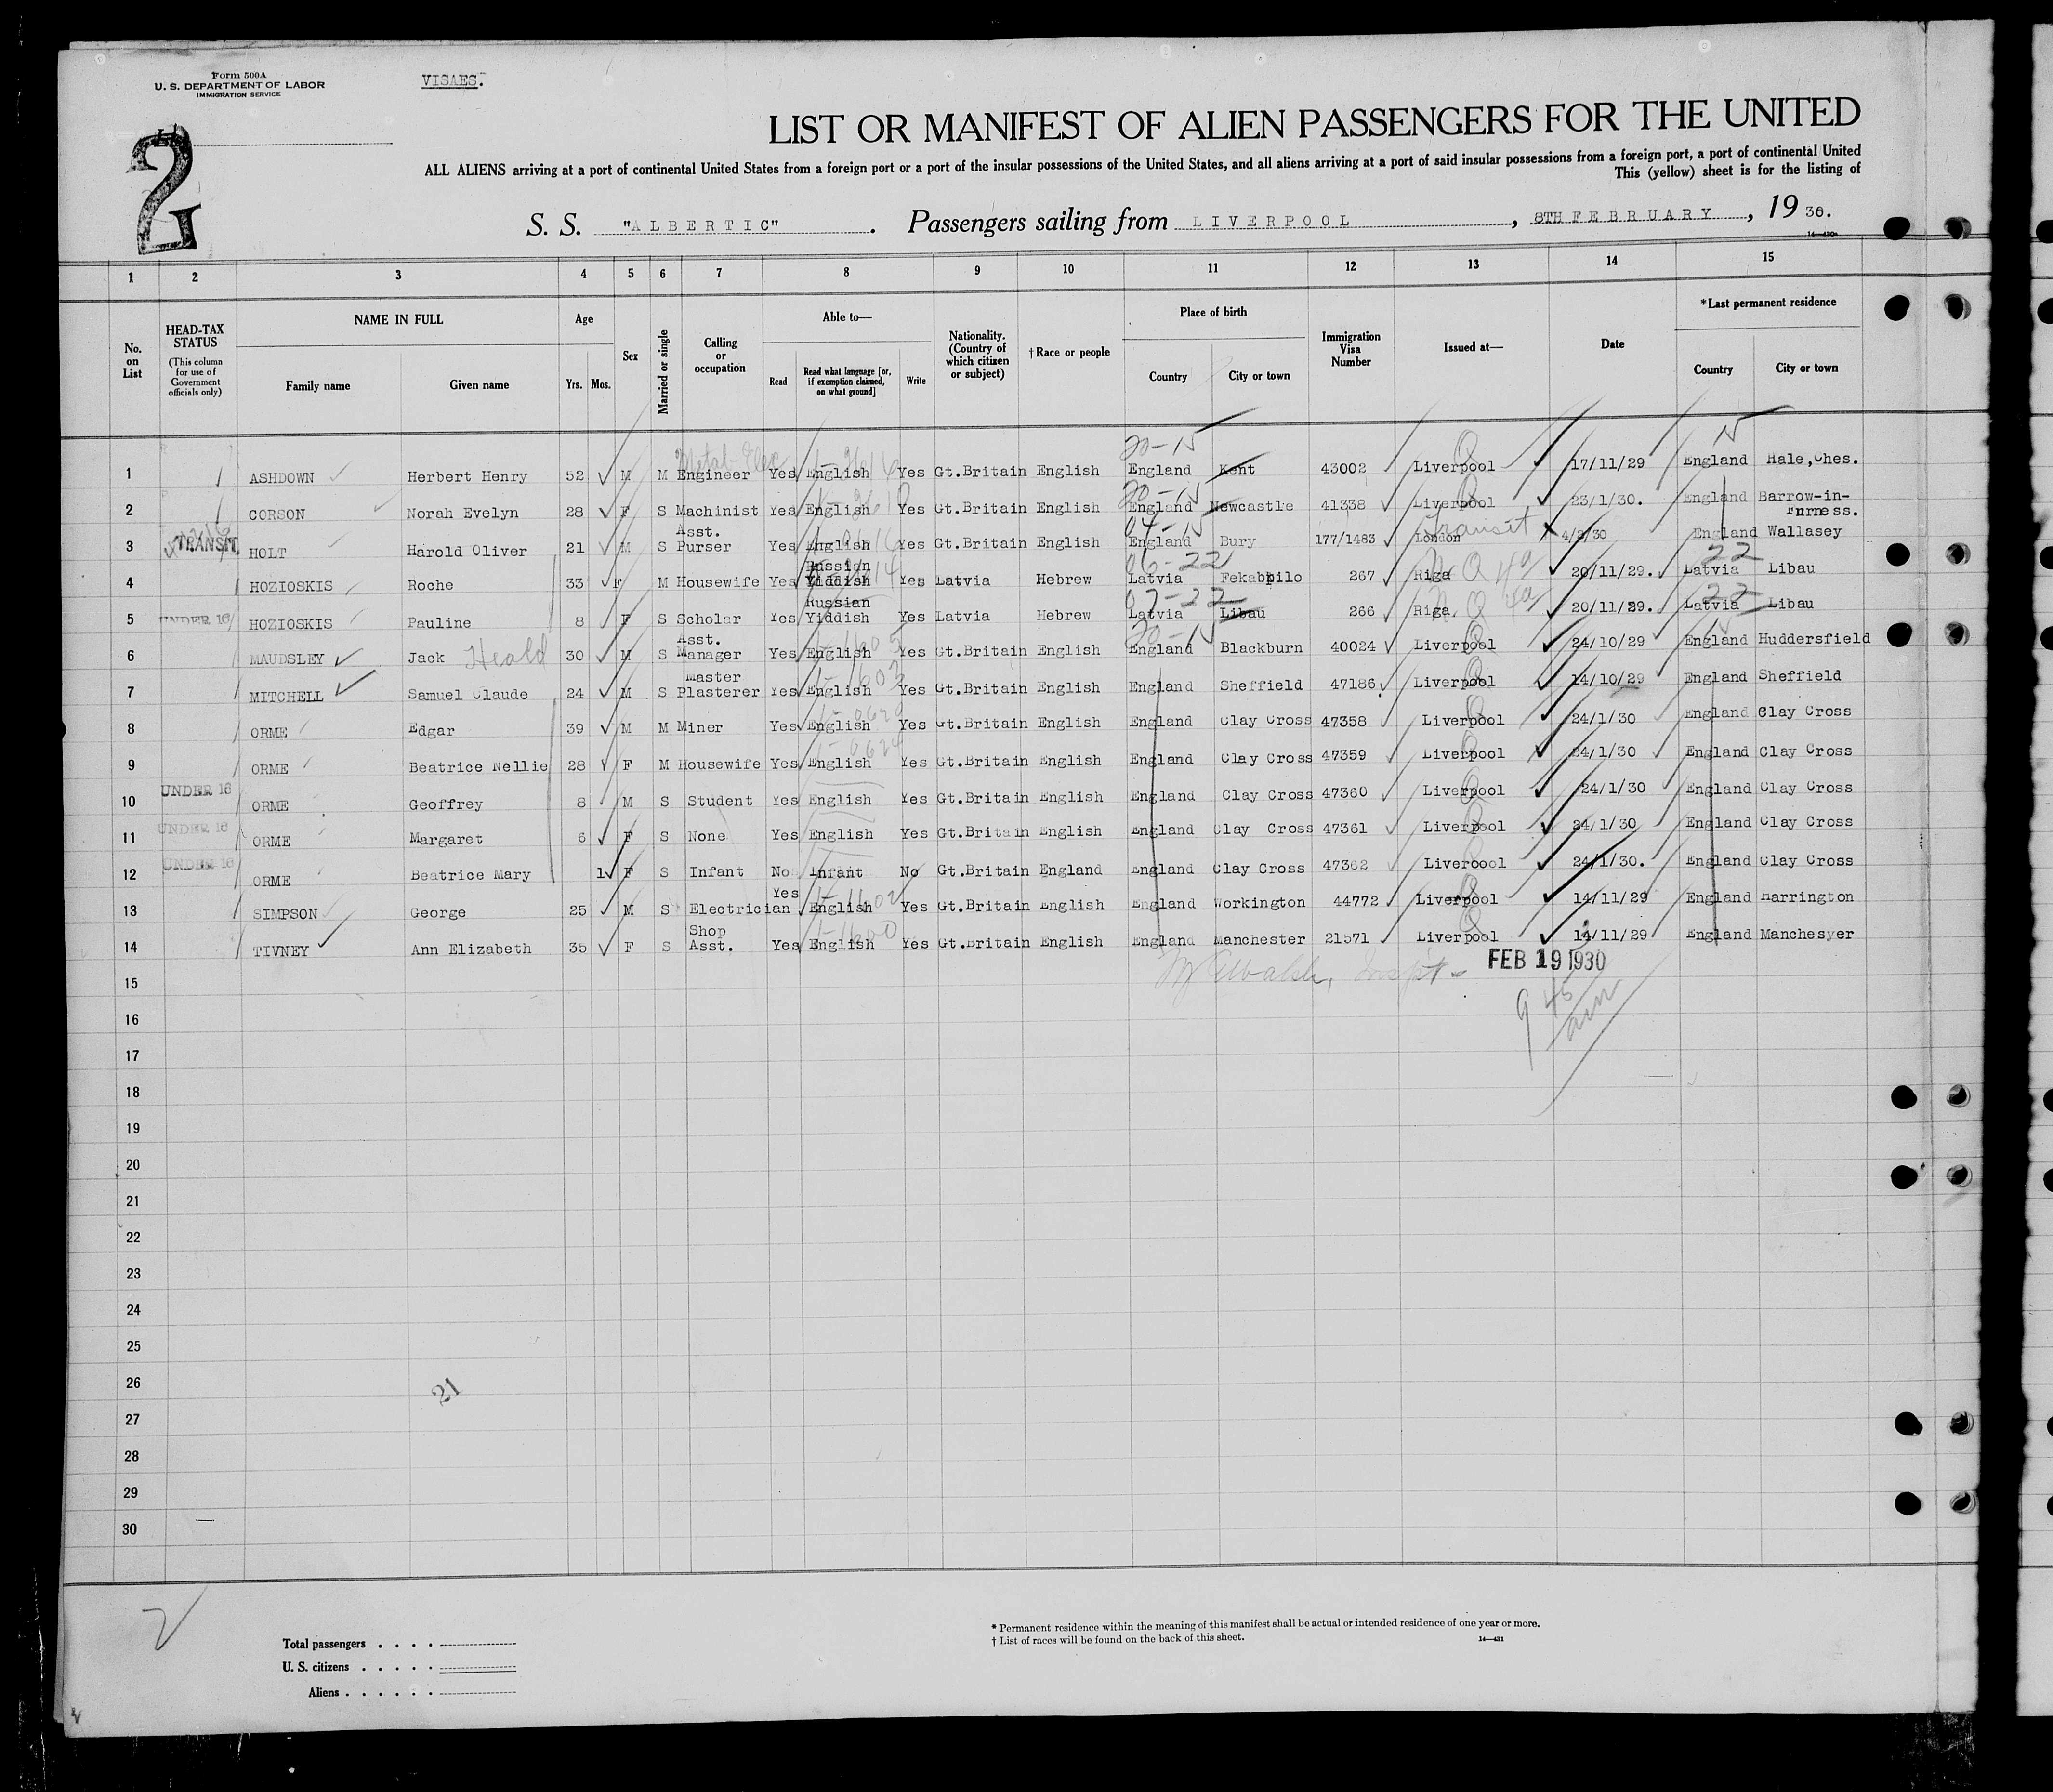 Form 500A
U. S. DEPARTMENT OF LABOR
IMMIGRATION SERVICE
VISAES.
2
LIST OR MANIFEST OF ALIEN PASSENGERS FOR THE UNITED
ALL ALIENS arriving at a port of continental United States from a foreign port or a port of the insular possessions of the United States, and all aliens arriving at a port of said insular possessions from a foreign port, a port of continental United
This (yellow) sheet is for the listing of
S. S. "ALBERTIC". Passengers sailing from LIVERPOOL, 8TH FEBRUARY, 1930.
14—430a
1 2 3 4 5 6 7 8 9 10 11 12 13 14 15
No. on List
HEAD-TAX STATUS
(This column for use of Government officials only)
NAME IN FULL
Family name Given name
Age
Yrs. Mos.
Sex
Married or single
Calling or occupation
Able to—
Read
Read what language [or, if exemption claimed, on what ground]
Write
Nationality. (Country of which citizen or subject)
† Race or people
Place of birth
Country City or town
Immigration Visa Number
Issued at—
Date
* Last permanent residence
Country City or town
20-15
1 ASHDOWN Herbert Henry 52 M M Engineer Yes English Yes Gt.Britain English England Kent 43002 Liverpool 17/11/29 England Hale,Ches.
2 CORSON Norah Evelyn 28 F S Machinist Yes English Yes Gt.Britain English England Newcastle 41338 Liverpool 23/1/30. England Barrow-in-Furness.
3 TRANSIT HOLT Harold Oliver 21 M S Asst. Purser Yes English Yes Gt.Britain English England Bury 177/1483 London Transit 4/2/30 England Wallasey
06-22 22
4 HOZIOSKIS Roche 33 F M Housewife Yes Russian Yiddish Yes Latvia Hebrew Latvia Fekabpilo 267 Riga 20/11/29. Latvia Libau
07-22 22
5 UNDER 16 HOZIOSKIS Pauline 8 F S Scholar Yes Russian Yiddish Yes Latvia Hebrew Latvia Libau 266 Riga 20/11/29. Latvia Libau
6 MAUDSLEY Jack Heald 30 M S Asst. Manager Yes English Yes Gt.Britain English England Blackburn 40024 Liverpool 24/10/29 England Huddersfield
7 MITCHELL Samuel Claude 24 M S Master Plasterer Yes English Yes Gt.Britain English England Sheffield 47186 Liverpool 14/10/29 England Sheffield
8 ORME Edgar 39 M M Miner Yes English Yes Gt.Britain English England Clay Cross 47358 Liverpool 24/1/30 England Clay Cross
9 ORME Beatrice Nellie 28 F M Housewife Yes English Yes Gt.Britain English England Clay Cross 47359 Liverpool 24/1/30 England Clay Cross
10 UNDER 16 ORME Geoffrey 8 M S Student Yes English Yes Gt.Britain English England Clay Cross 47360 Liverpool 24/1/30 England Clay Cross
11 UNDER 16 ORME Margaret 6 F S None Yes English Yes Gt.Britain English England Clay Cross 47361 Liverpool 24/1/30 England Clay Cross
12 UNDER 16 ORME Beatrice Mary 1 F S Infant No Infant No Gt.Britain England England Clay Cross 47362 Liverpool 24/1/30. England Clay Cross
13 SIMPSON George 25 M S Electrician Yes English Yes Gt.Britain English England Workington 44772 Liverpool 14/11/29 England Harrington
14 TIVNEY Ann Elizabeth 35 F S Shop Asst. Yes English Yes Gt.Britain English England Manchester 21571 Liverpool 14/11/29 England Manchesyer
FEB 19 1930
15
9 45 am
16
17
18
19
20
21
22
23
24
25
26
21
27
28
29
30
Total passengers . . . .
U. S. citizens . . . . .
Aliens . . . . . .
* Permanent residence within the meaning of this manifest shall be actual or intended residence of one year or more.
† List of races will be found on the back of this sheet.
14—431